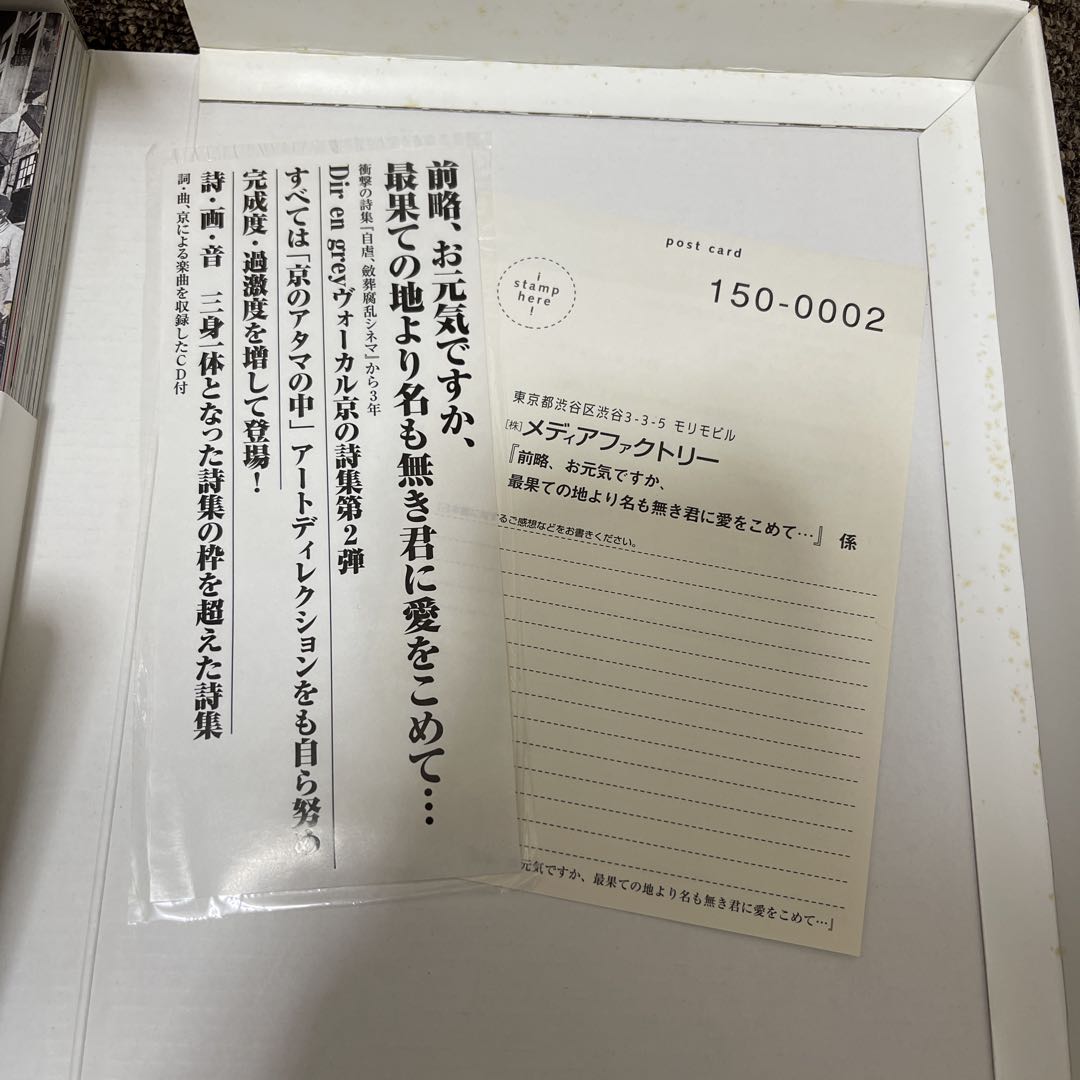 前略、お元気ですか、
最果ての地より名も無き君に愛をこめて…
衝撃の詩集「自虐、斂葬腐乱シネマ」から3年
Dir en greyヴォーカル京の詩集第2弾
すべては「京のアタマの中」アートディレクションをも自ら努め
完成度・過激度を増して登場！
詩・画・音 三身一体となった詩集の枠を超えた詩集
詞・曲、京による楽曲を収録したCD付
post card
i
stamp
here
!
150-0002
東京都渋谷区渋谷3-3-5 モリモビル
[株]メディアファクトリー
『前略、お元気ですか、
最果ての地より名も無き君に愛をこめて…』 係
るご感想などをお書きください。
元気ですか、最果ての地より名も無き君に愛をこめて…』